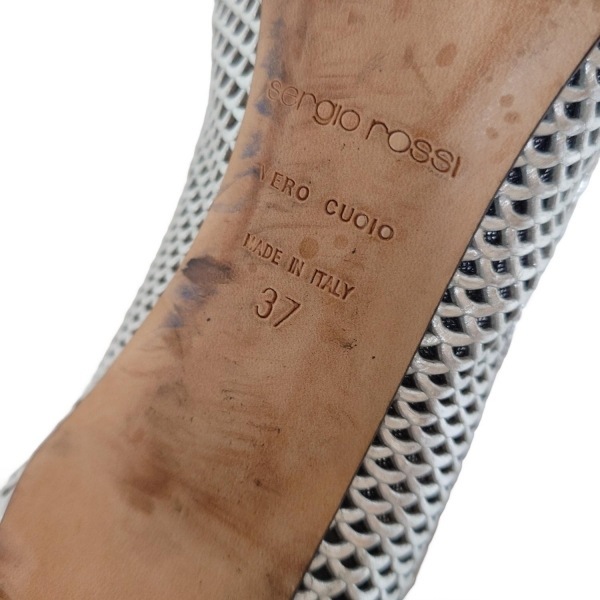 sergio rossi
VERO CUOIO
MADE IN ITALY
37